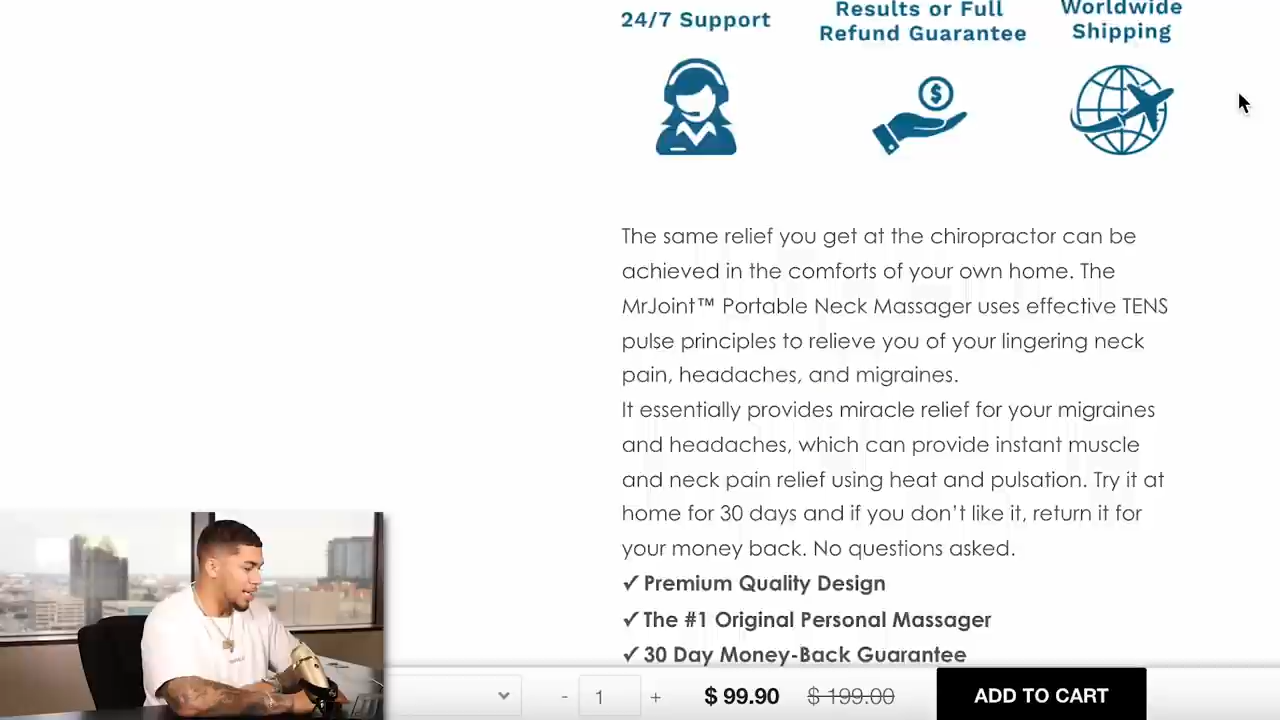 24/7 Support
Results or Full
Refund Guarantee
Worldwide
Shipping
The same relief you get at the chiropractor can be
achieved in the comforts of your own home. The
MrJoint™ Portable Neck Massager uses effective TENS
pulse principles to relieve you of your lingering neck
pain, headaches, and migraines.
It essentially provides miracle relief for your migraines
and headaches, which can provide instant muscle
and neck pain relief using heat and pulsation. Try it at
home for 30 days and if you don’t like it, return it for
your money back. No questions asked.
✓ Premium Quality Design
✓ The #1 Original Personal Massager
✓ 30 Day Money-Back Guarantee
- 1 + $ 99.90 $ 199.00 ADD TO CART